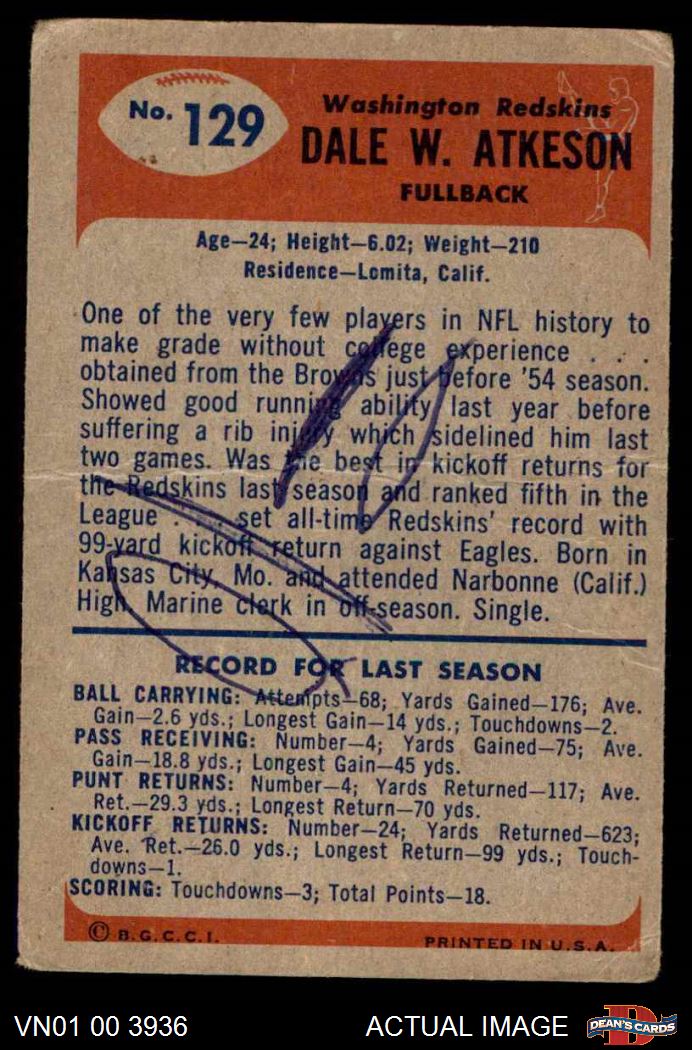 No. 129
Washington Redskins
DALE W. ATKESON
FULLBACK
Age—24; Height—6.02; Weight—210
Residence—Lomita, Calif.
One of the very few players in NFL history to
make grade without college experience . . .
obtained from the Browns just before '54 season.
Showed good running ability last year before
suffering a rib injury which sidelined him last
two games. Was the best in kickoff returns for
the Redskins last season and ranked fifth in the
League . . . set all-time Redskins' record with
99-yard kickoff return against Eagles. Born in
Kansas City, Mo. and attended Narbonne (Calif.)
High. Marine clerk in off-season. Single.
RECORD FOR LAST SEASON
BALL CARRYING: Attempts—68; Yards Gained—176; Ave.
Gain—2.6 yds.; Longest Gain—14 yds.; Touchdowns—2.
PASS RECEIVING: Number—4; Yards Gained—75; Ave.
Gain—18.8 yds.; Longest Gain—45 yds.
PUNT RETURNS: Number—4; Yards Returned—117; Ave.
Ret.—29.3 yds.; Longest Return—70 yds.
KICKOFF RETURNS: Number—24; Yards Returned—623;
Ave. Ret.—26.0 yds.; Longest Return—99 yds.; Touch-
downs—1.
SCORING: Touchdowns—3; Total Points—18.
© B.G.C.C.I.
PRINTED IN U.S.A.
VN01 00 3936
ACTUAL IMAGE
D
DEAN'S CARDS